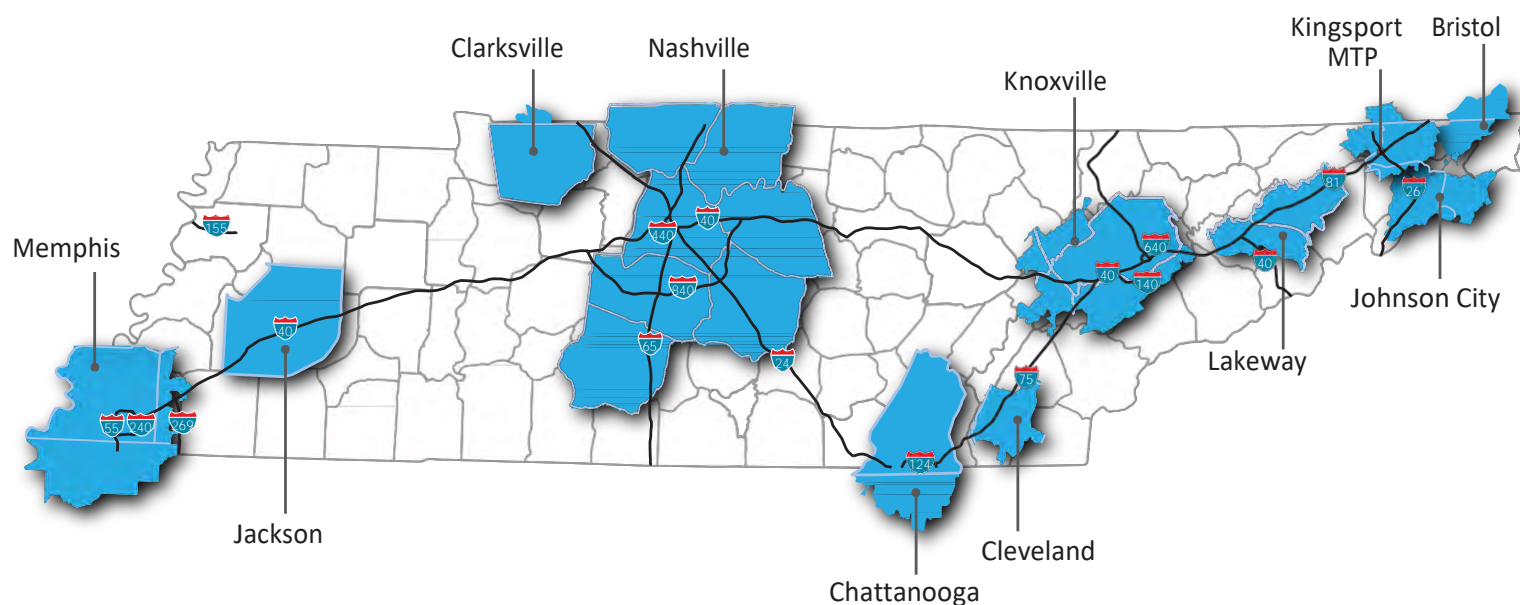 Kingsport
MTP
Bristol
Clarksville
Nashville
Knoxville
81
26
155
Memphis
440
40
640
40
140
40
840
Johnson City
40
65
24
Lakeway
75
55
240
269
124
Jackson
Cleveland
Chattanooga